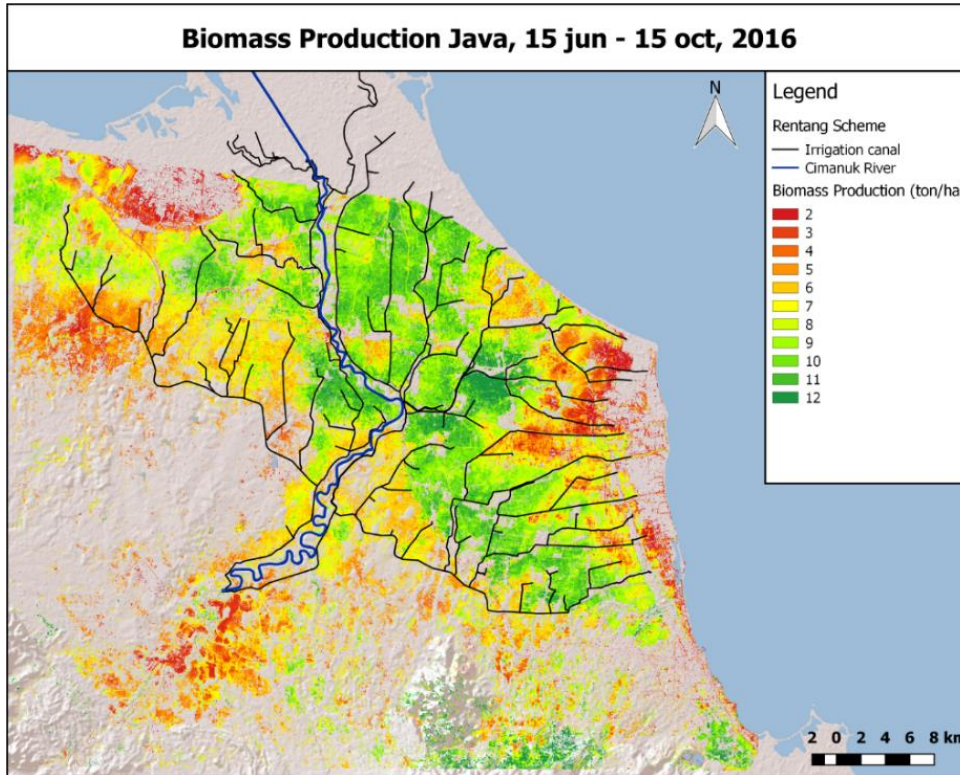 Biomass Production Java, 15 jun - 15 oct, 2016
N
Legend
Rentang Scheme
Irrigation canal
Cimanuk River
Biomass Production (ton/ha
2
3
4
5
6
7
8
9
10
11
12
2 0 2 4 6 8 km